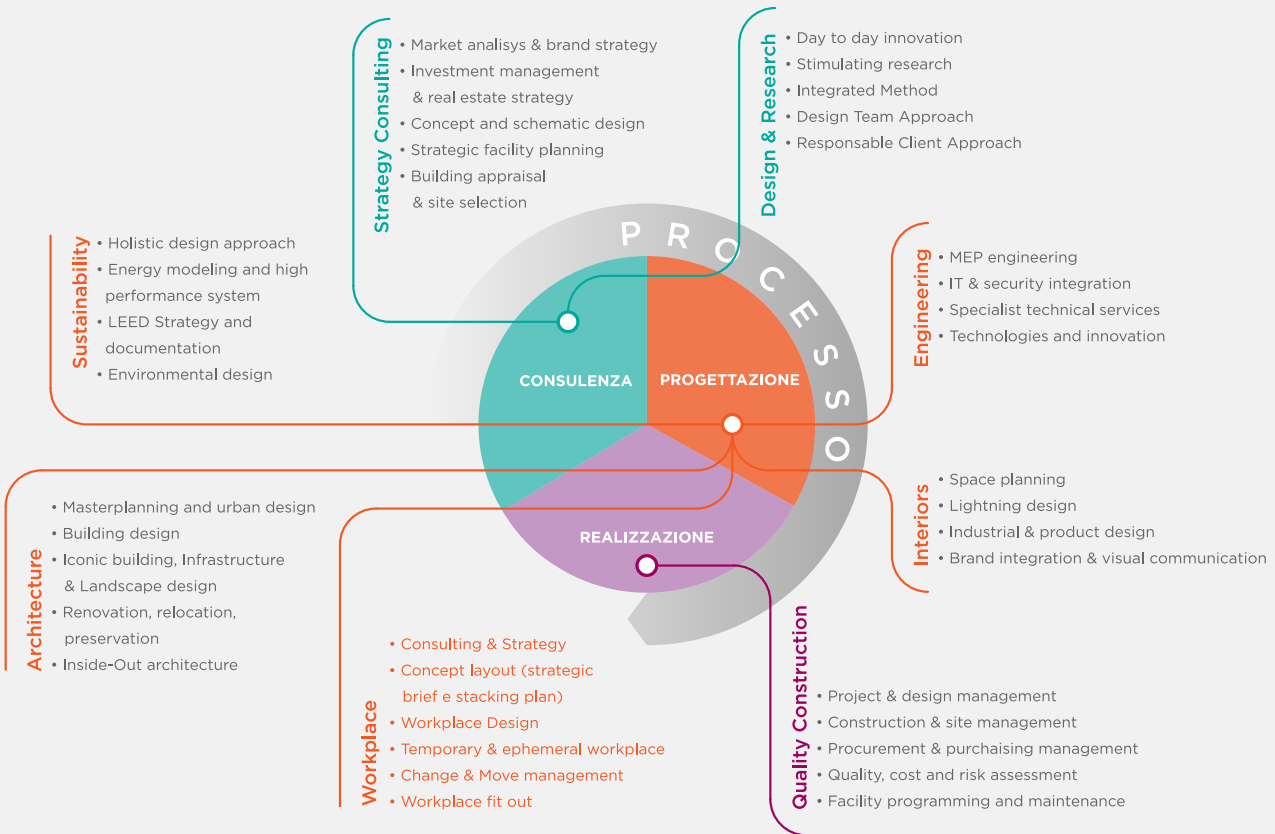 Strategy Consulting
• Market analisys & brand strategy
• Investment management
& real estate strategy
• Concept and schematic design
• Strategic facility planning
• Building appraisal
& site selection
Design & Research
• Day to day innovation
• Stimulating research
• Integrated Method
• Design Team Approach
• Responsable Client Approach
Sustainability
• Holistic design approach
• Energy modeling and high
performance system
• LEED Strategy and
documentation
• Environmental design
PROCESSO
CONSULENZA
PROGETTAZIONE
REALIZZAZIONE
Engineering
• MEP engineering
• IT & security integration
• Specialist technical services
• Technologies and innovation
Architecture
• Masterplanning and urban design
• Building design
• Iconic building, Infrastructure
& Landscape design
• Renovation, relocation,
preservation
• Inside-Out architecture
Interiors
• Space planning
• Lightning design
• Industrial & product design
• Brand integration & visual communication
Workplace
• Consulting & Strategy
• Concept layout (strategic
brief e stacking plan)
• Workplace Design
• Temporary & ephemeral workplace
• Change & Move management
• Workplace fit out
Quality Construction
• Project & design management
• Construction & site management
• Procurement & purchaising management
• Quality, cost and risk assessment
• Facility programming and maintenance